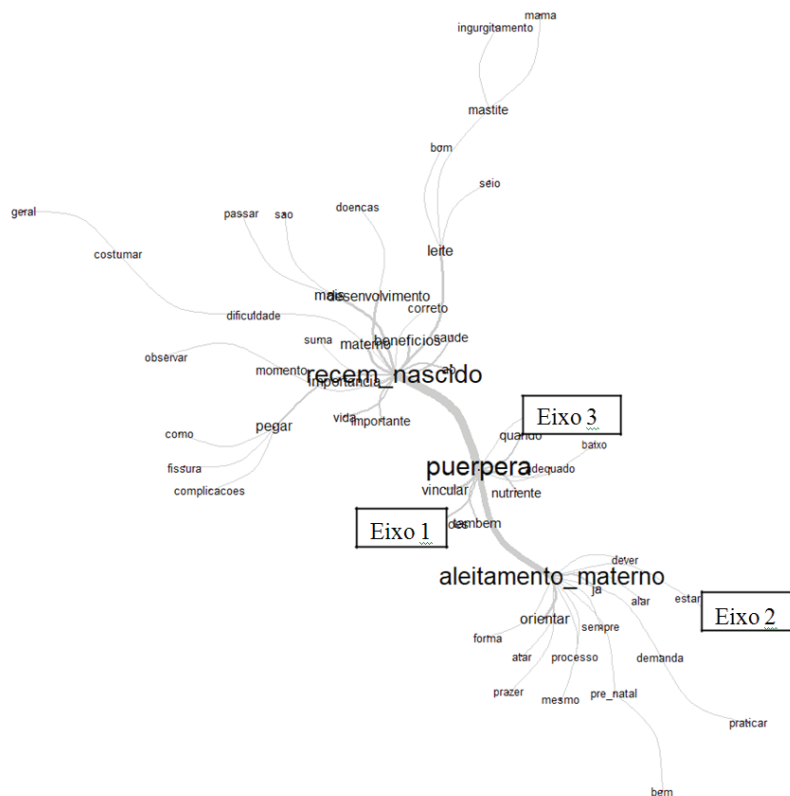 mama
ingurgitamento
mastite
bom
seio
doencas
geral
passar
sao
costumar
leite
mais
desenvolvimento
correto
dificuldade
suma
materno
beneficios
saude
observar
momento
recem_nascido
importancia
vida
importante
pegar
como
fissura
complicacoes
Eixo 3
quando
baixo
puerpera
adequado
vincular
nutriente
Eixo 1
tambem
dever
aleitamento_materno
ja
alar
estar
Eixo 2
orientar
sempre
forma
atar
processo
demanda
prazer
mesmo
pre_natal
praticar